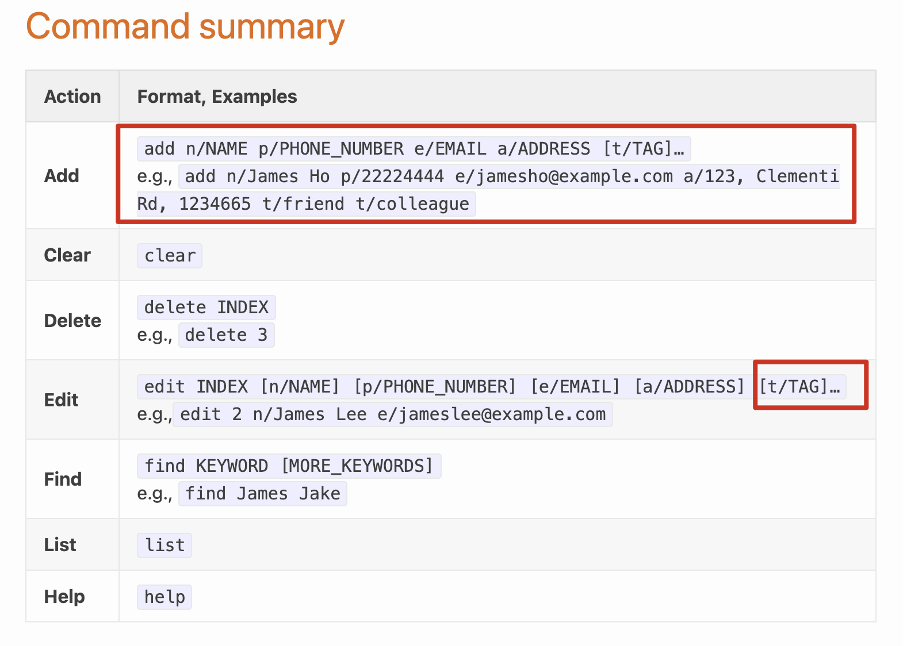 Command summary
Action Format, Examples
Add
add n/NAME p/PHONE_NUMBER e/EMAIL a/ADDRESS [t/TAG]…
e.g., add n/James Ho p/22224444 e/jamesho@example.com a/123, Clementi
Rd, 1234665 t/friend t/colleague
Clear clear
Delete
delete INDEX
e.g., delete 3
Edit
edit INDEX [n/NAME] [p/PHONE_NUMBER] [e/EMAIL] [a/ADDRESS] [t/TAG]…
e.g., edit 2 n/James Lee e/jameslee@example.com
Find
find KEYWORD [MORE_KEYWORDS]
e.g., find James Jake
List list
Help help